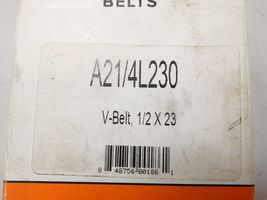 BELTS
A21/4L230
V-Belt, 1/2 X 23
8 48756 00186 1